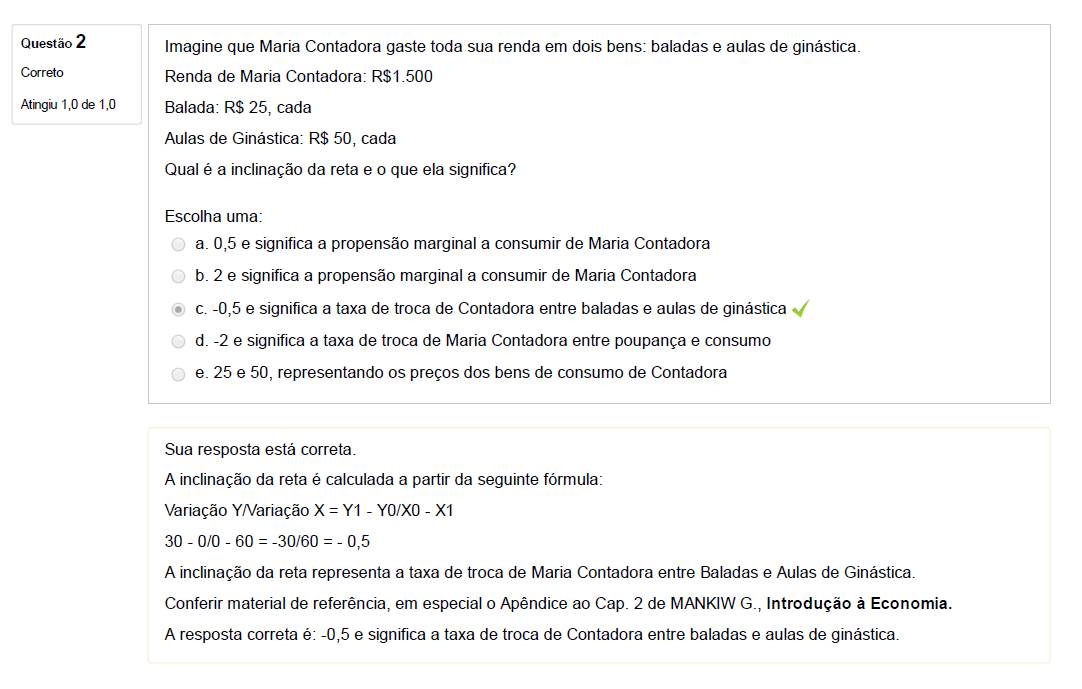 Questão 2
Correto
Atingiu 1,0 de 1,0
Imagine que Maria Contadora gaste toda sua renda em dois bens: baladas e aulas de ginástica.
Renda de Maria Contadora: R$1.500
Balada: R$ 25, cada
Aulas de Ginástica: R$ 50, cada
Qual é a inclinação da reta e o que ela significa?
Escolha uma:
a. 0,5 e significa a propensão marginal a consumir de Maria Contadora
b. 2 e significa a propensão marginal a consumir de Maria Contadora
c. -0,5 e significa a taxa de troca de Contadora entre baladas e aulas de ginástica
d. -2 e significa a taxa de troca de Maria Contadora entre poupança e consumo
e. 25 e 50, representando os preços dos bens de consumo de Contadora
Sua resposta está correta.
A inclinação da reta é calculada a partir da seguinte fórmula:
Variação Y/Variação X = Y1 - Y0/X0 - X1
30 - 0/0 - 60 = -30/60 = - 0,5
A inclinação da reta representa a taxa de troca de Maria Contadora entre Baladas e Aulas de Ginástica.
Conferir material de referência, em especial o Apêndice ao Cap. 2 de MANKIW G., Introdução à Economia.
A resposta correta é: -0,5 e significa a taxa de troca de Contadora entre baladas e aulas de ginástica.